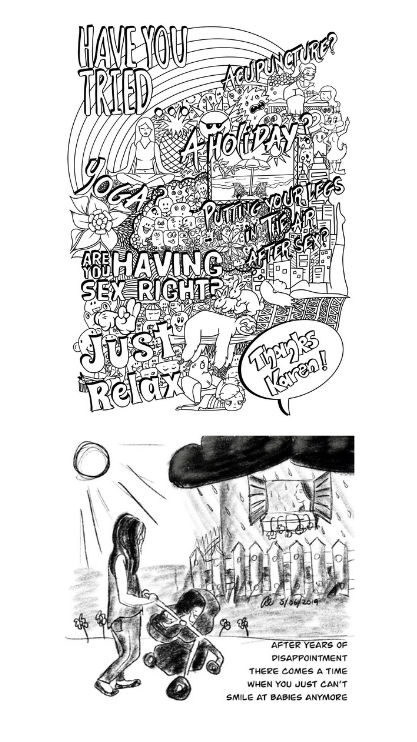 HAVE YOU
TRIED
ACUPUNCTURE?
A HOLIDAY?
YOGA?
PUTTING YOUR LEGS
IN THE AIR
AFTER SEX?
ARE
YOU HAVING
SEX RIGHT?
Just
Relax
Thanks
Karen!
AFTER YEARS OF
DISAPPOINTMENT
THERE COMES A TIME
WHEN YOU JUST CAN'T
SMILE AT BABIES ANYMORE